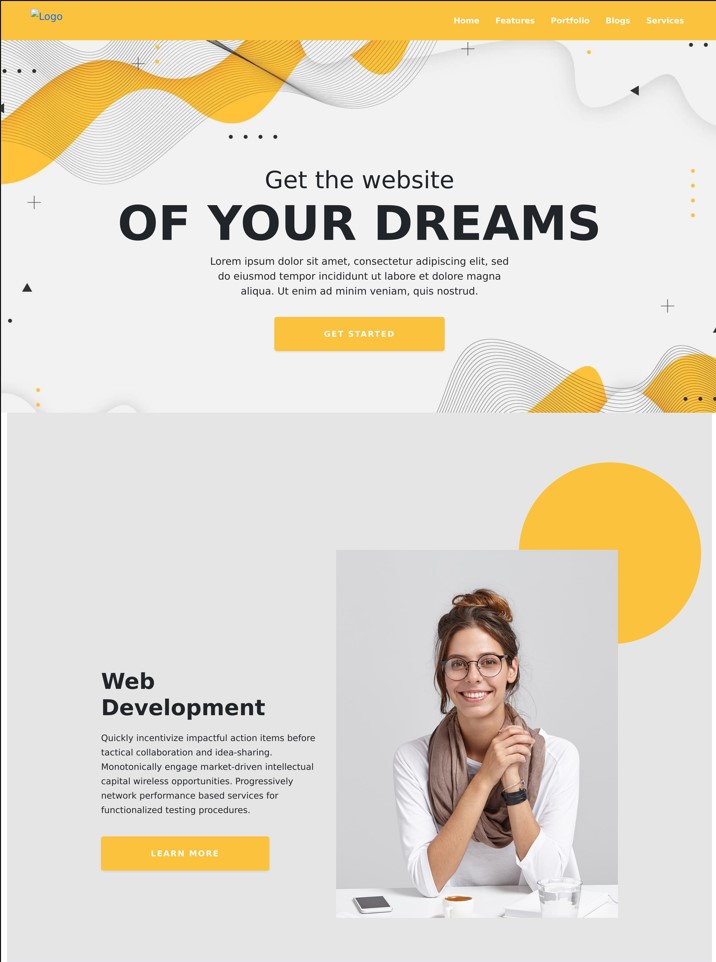 Logo
Home Features Portfolio Blogs Services
Get the website
OF YOUR DREAMS
Lorem ipsum dolor sit amet, consectetur adipiscing elit, sed
do eiusmod tempor incididunt ut labore et dolore magna
aliqua. Ut enim ad minim veniam, quis nostrud.
GET STARTED
Web
Development
Quickly incentivize impactful action items before
tactical collaboration and idea-sharing.
Monotonically engage market-driven intellectual
capital wireless opportunities. Progressively
network performance based services for
functionalized testing procedures.
LEARN MORE